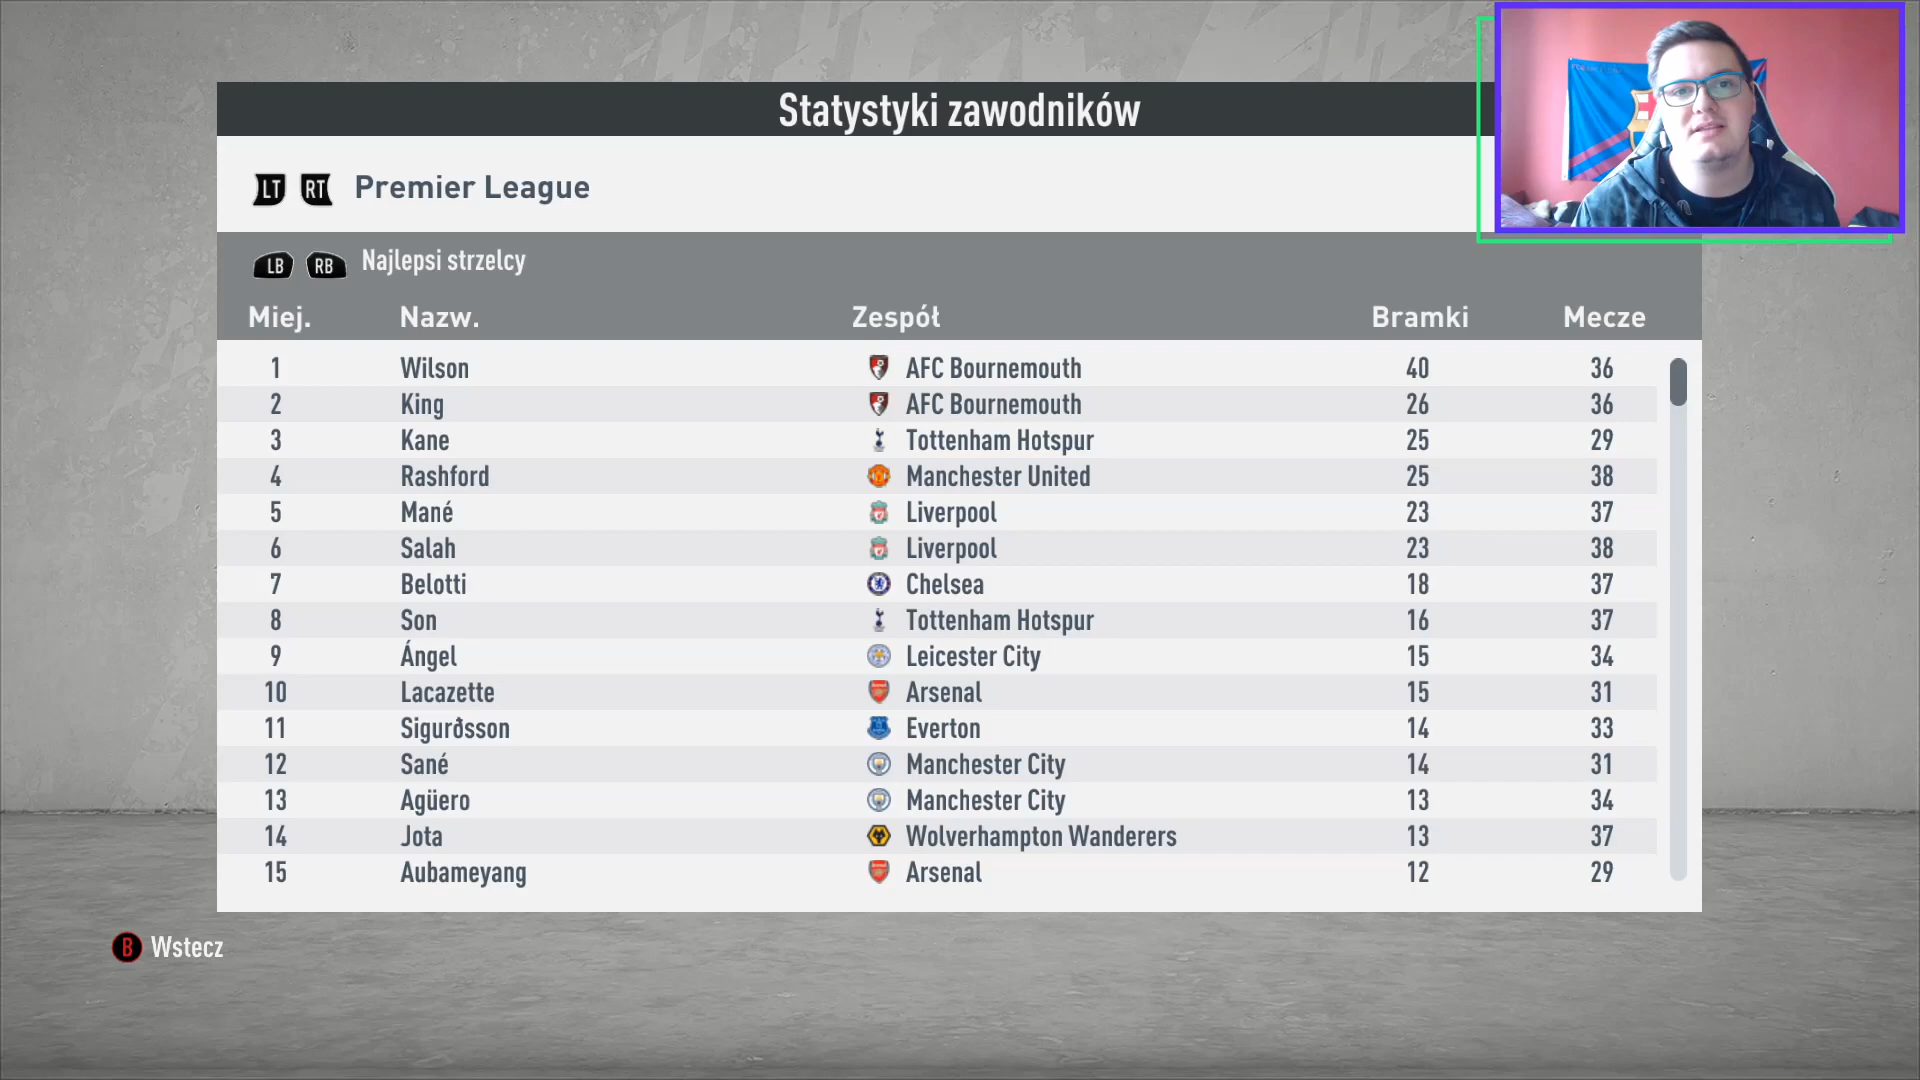 Statystyki zawodników
LT RT Premier League
LB RB Najlepsi strzelcy
Miej. Nazw. Zespół Bramki Mecze
1 Wilson AFC Bournemouth 40 36
2 King AFC Bournemouth 26 36
3 Kane Tottenham Hotspur 25 29
4 Rashford Manchester United 25 38
5 Mané Liverpool 23 37
6 Salah Liverpool 23 38
7 Belotti Chelsea 18 37
8 Son Tottenham Hotspur 16 37
9 Ángel Leicester City 15 34
10 Lacazette Arsenal 15 31
11 Sigurðsson Everton 14 33
12 Sané Manchester City 14 31
13 Agüero Manchester City 13 34
14 Jota Wolverhampton Wanderers 13 37
15 Aubameyang Arsenal 12 29
B Wstecz